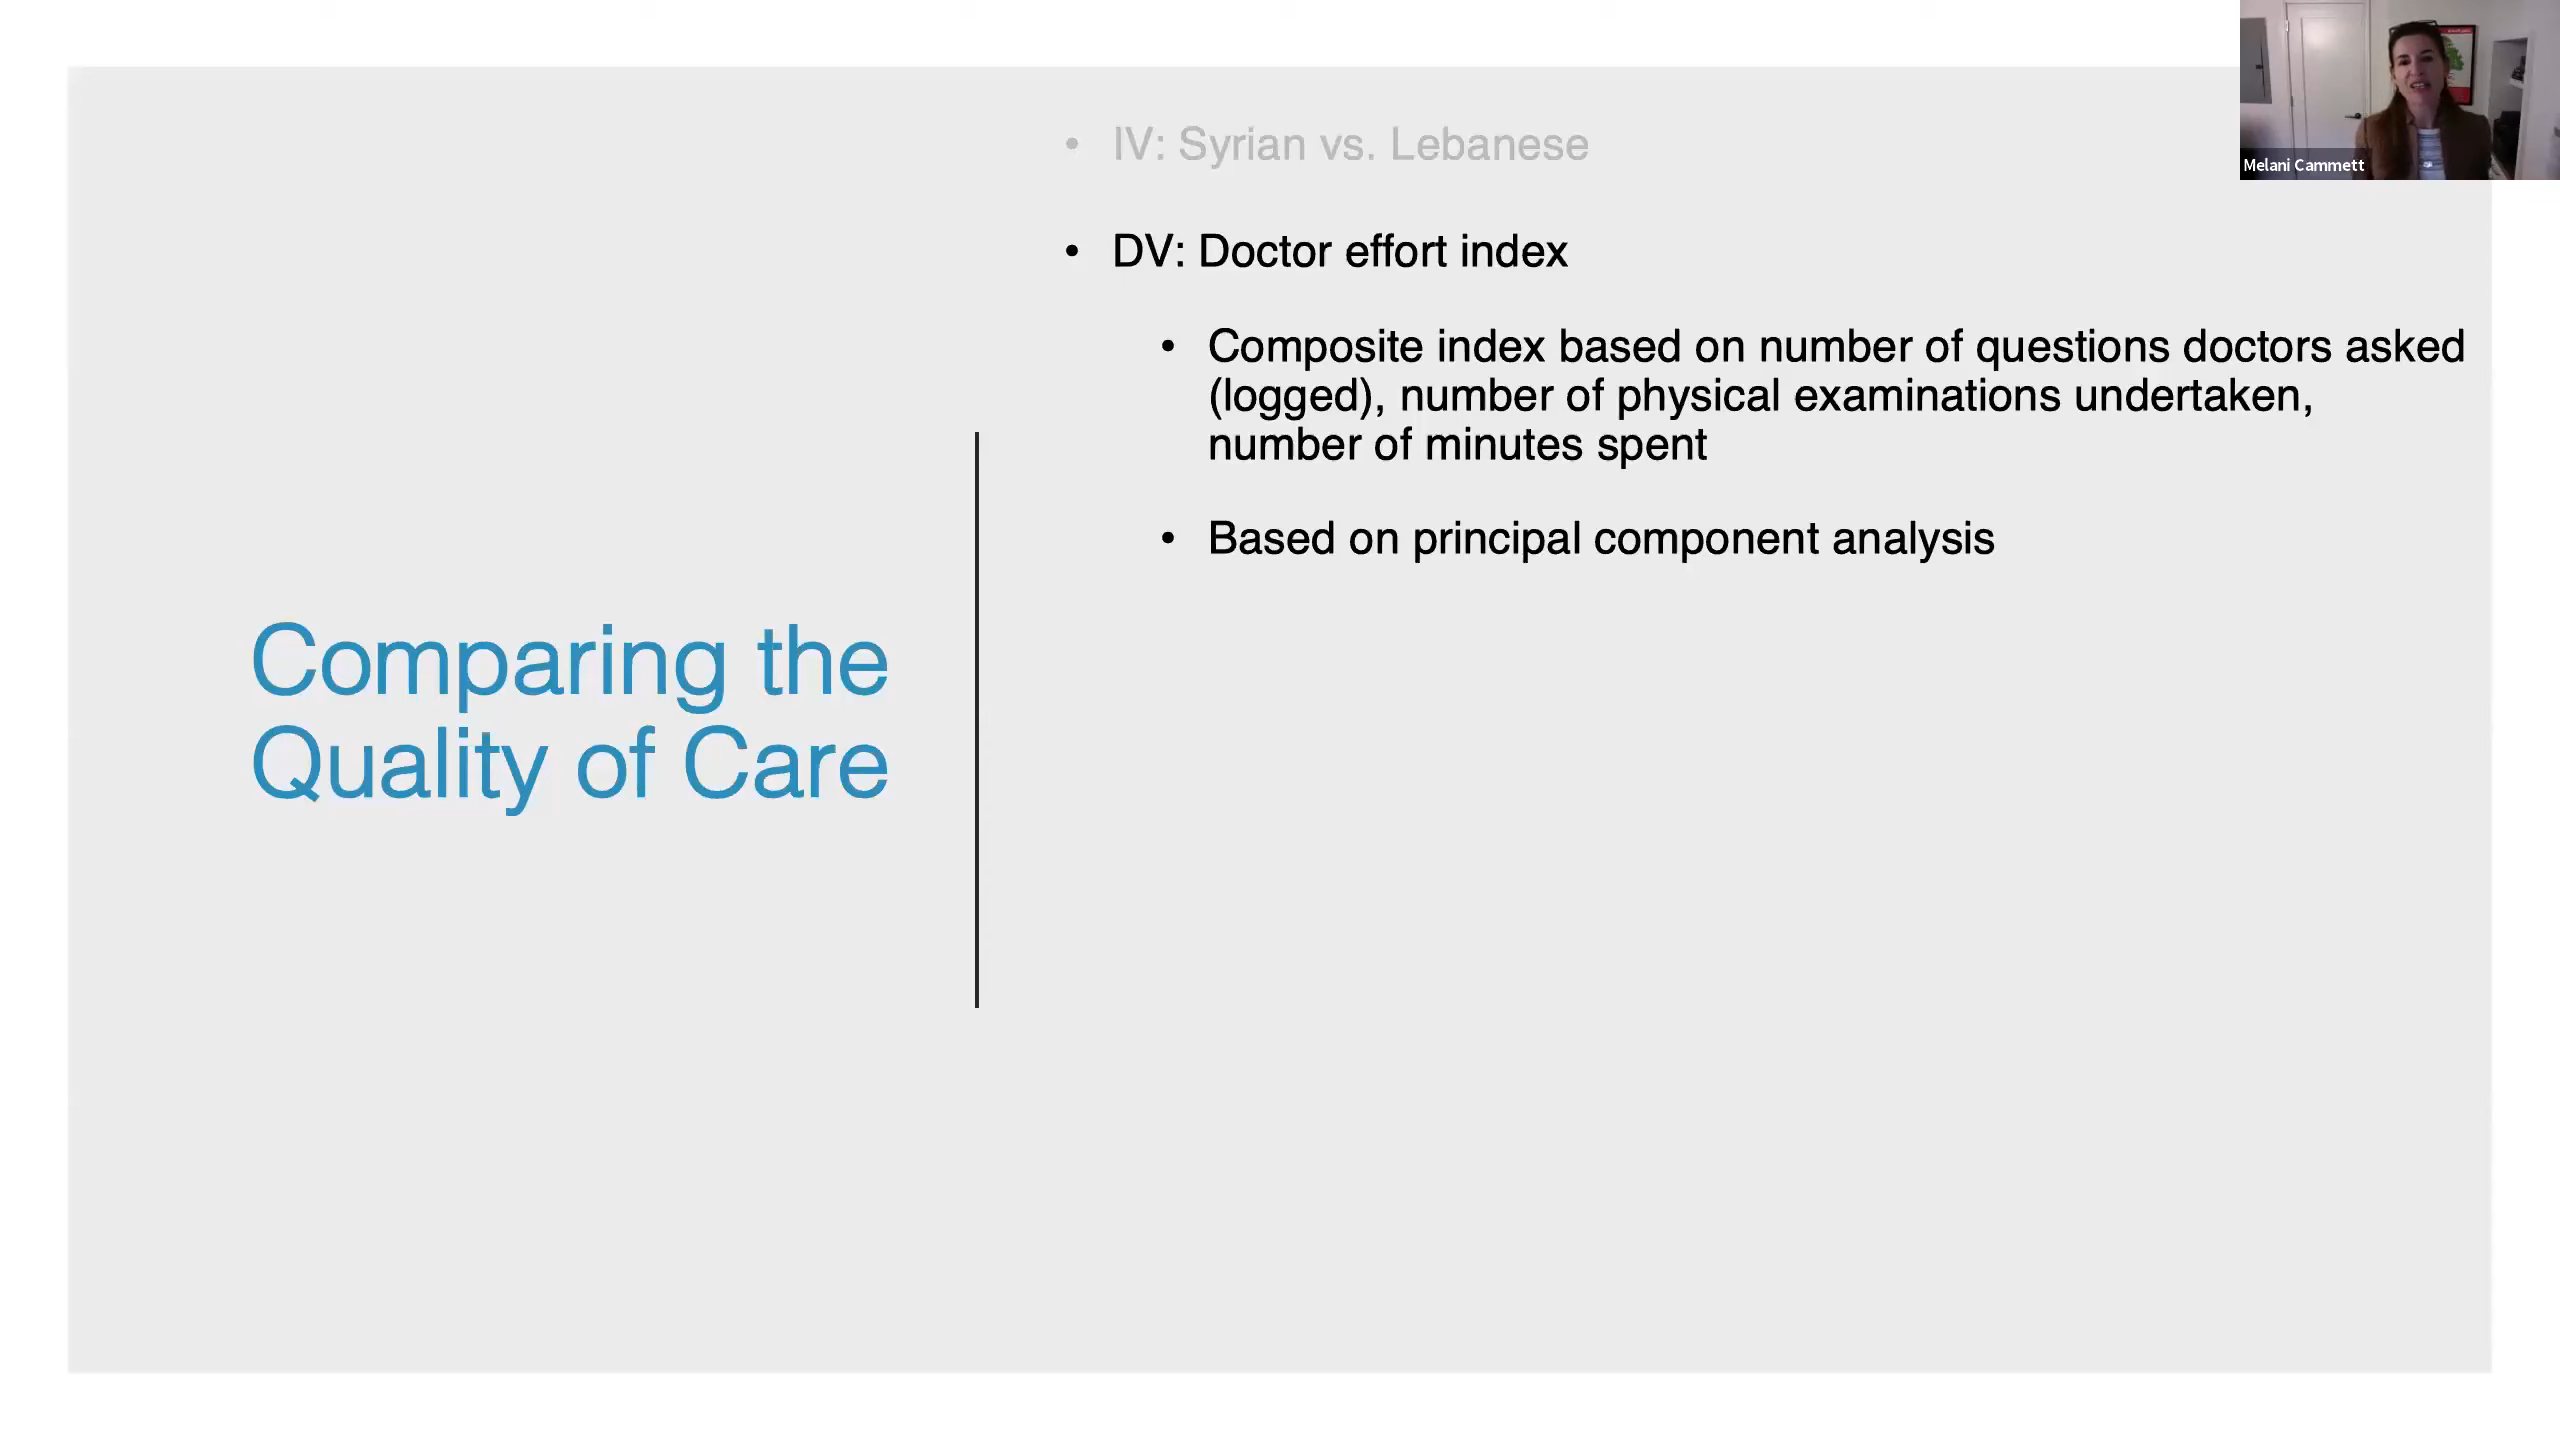 Comparing the
Quality of Care
• IV: Syrian vs. Lebanese
• DV: Doctor effort index
• Composite index based on number of questions doctors asked
(logged), number of physical examinations undertaken,
number of minutes spent
• Based on principal component analysis
Melani Cammett